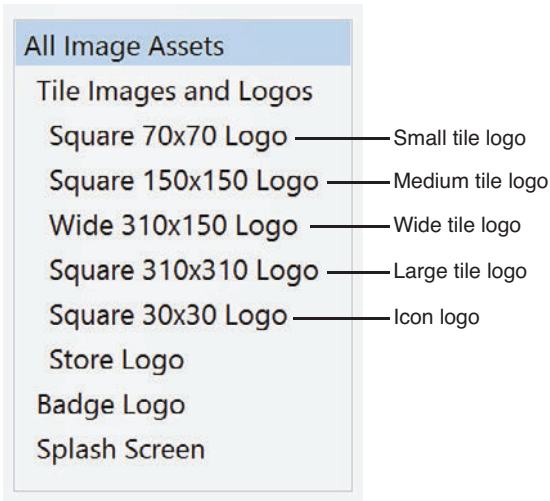 All Image Assets
Tile Images and Logos
Square 70x70 Logo Small tile logo
Square 150x150 Logo Medium tile logo
Wide 310x150 Logo Wide tile logo
Square 310x310 Logo Large tile logo
Square 30x30 Logo Icon logo
Store Logo
Badge Logo
Splash Screen